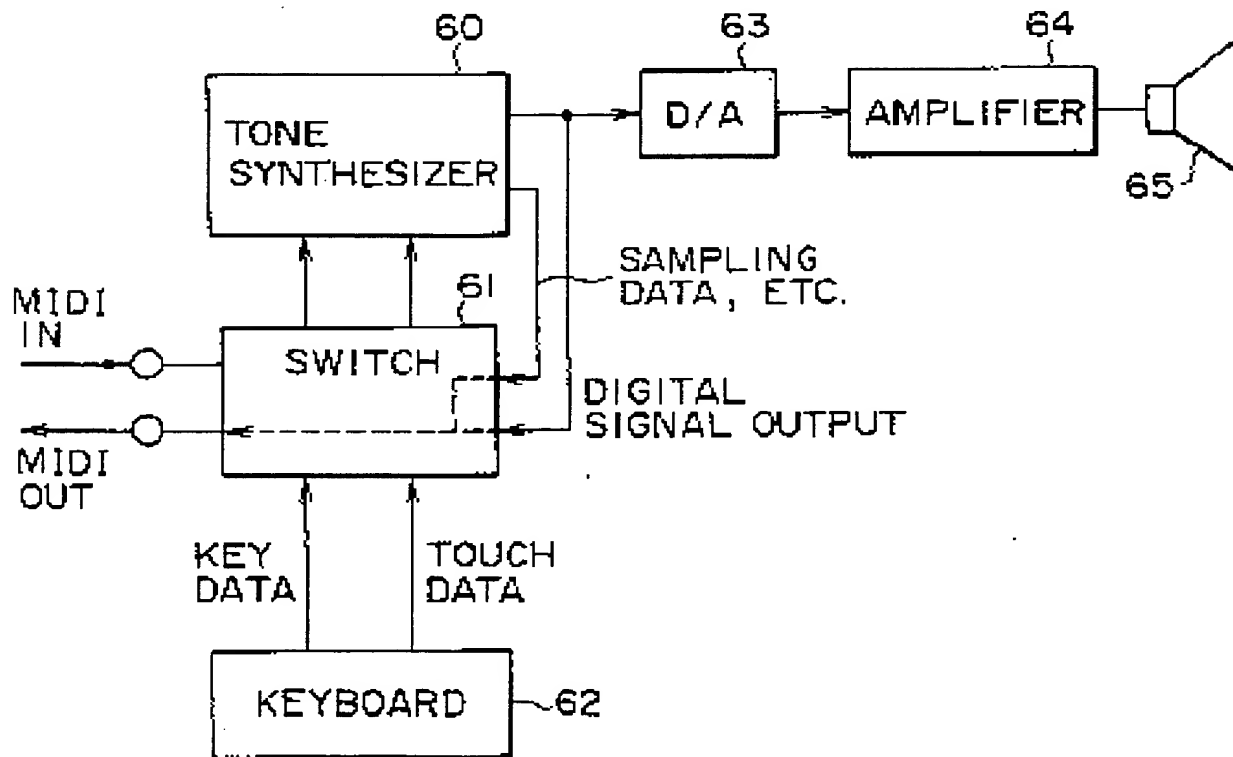 60
63
64
TONE
SYNTHESIZER
D/A
AMPLIFIER
65
SAMPLING
DATA, ETC.
61
MIDI
IN
SWITCH
DIGITAL
SIGNAL OUTPUT
MIDI
OUT
KEY
DATA
TOUCH
DATA
KEYBOARD
62